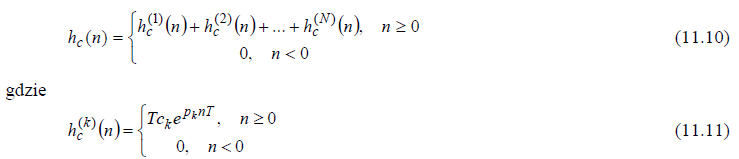 h_c(n) = { h_c^{(1)}(n) + h_c^{(2)}(n) + ... + h_c^{(N)}(n),   n ≥ 0
0,   n < 0   (11.10)
gdzie
h_c^{(k)}(n) = { Tc_k e^{p_k nT},   n ≥ 0
0,   n < 0   (11.11)